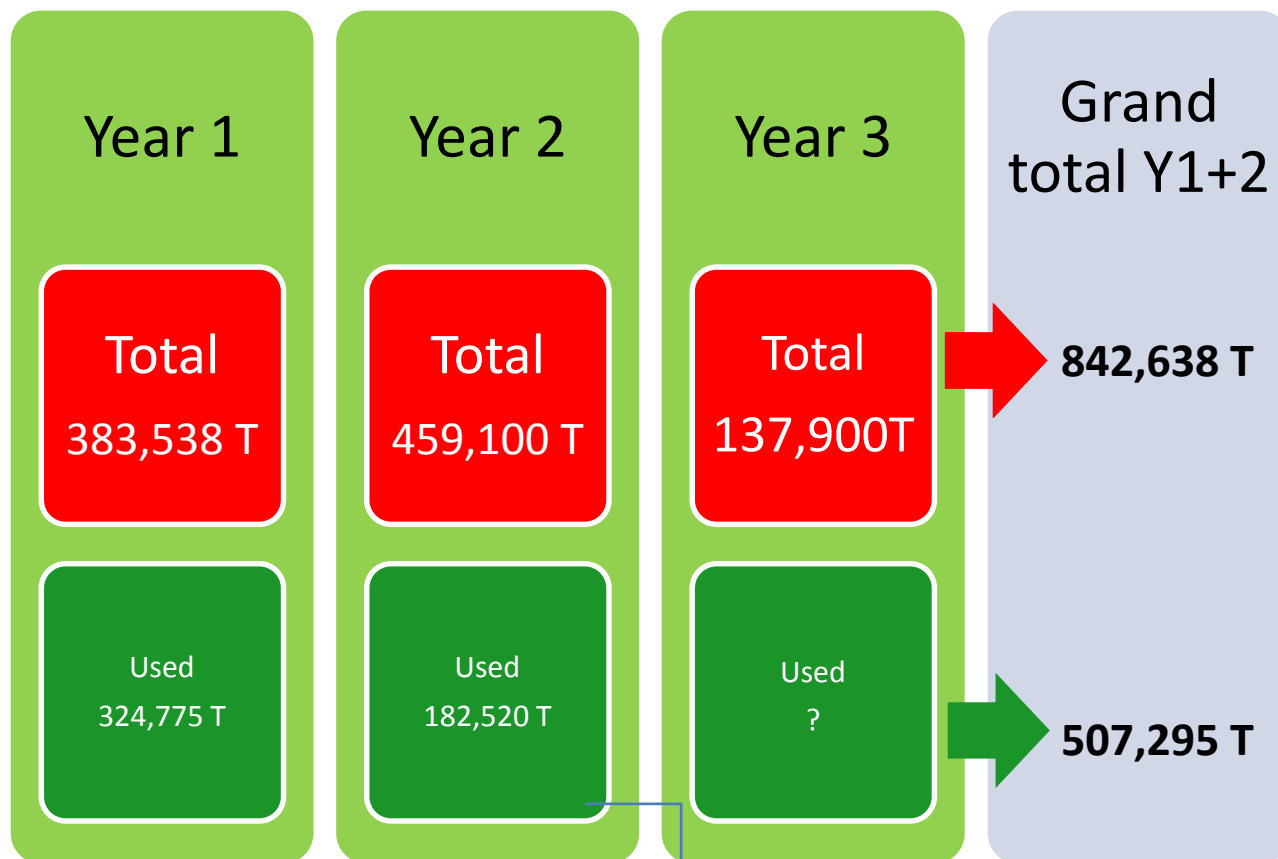 Year 1
Total
383,538 T
Used
324,775 T
Year 2
Total
459,100 T
Used
182,520 T
Year 3
Total
137,900T
Used
?
Grand
total Y1+2
842,638 T
507,295 T